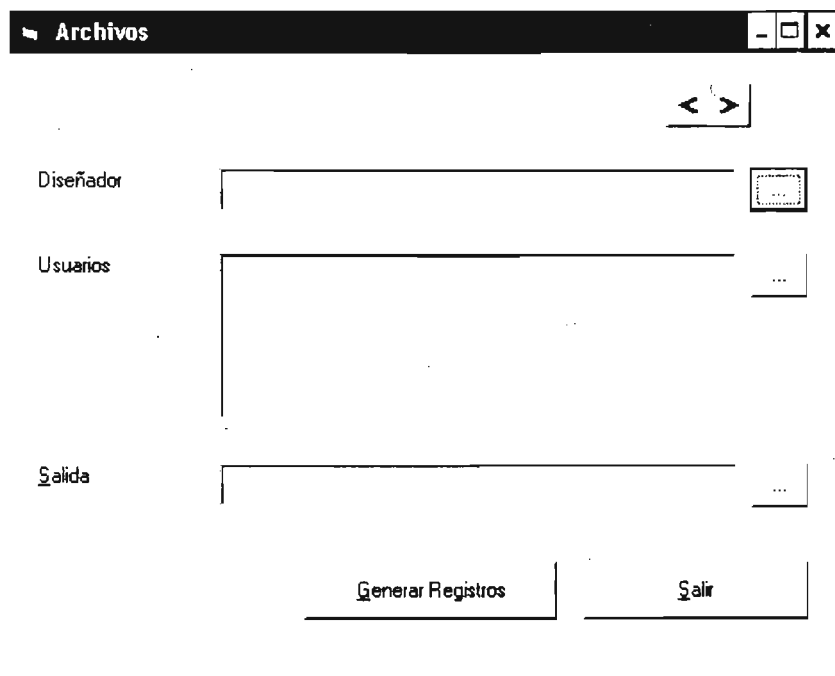 Archivos
< >
Diseñador
...
Usuarios
...
Salida
...
Generar Registros
Salir